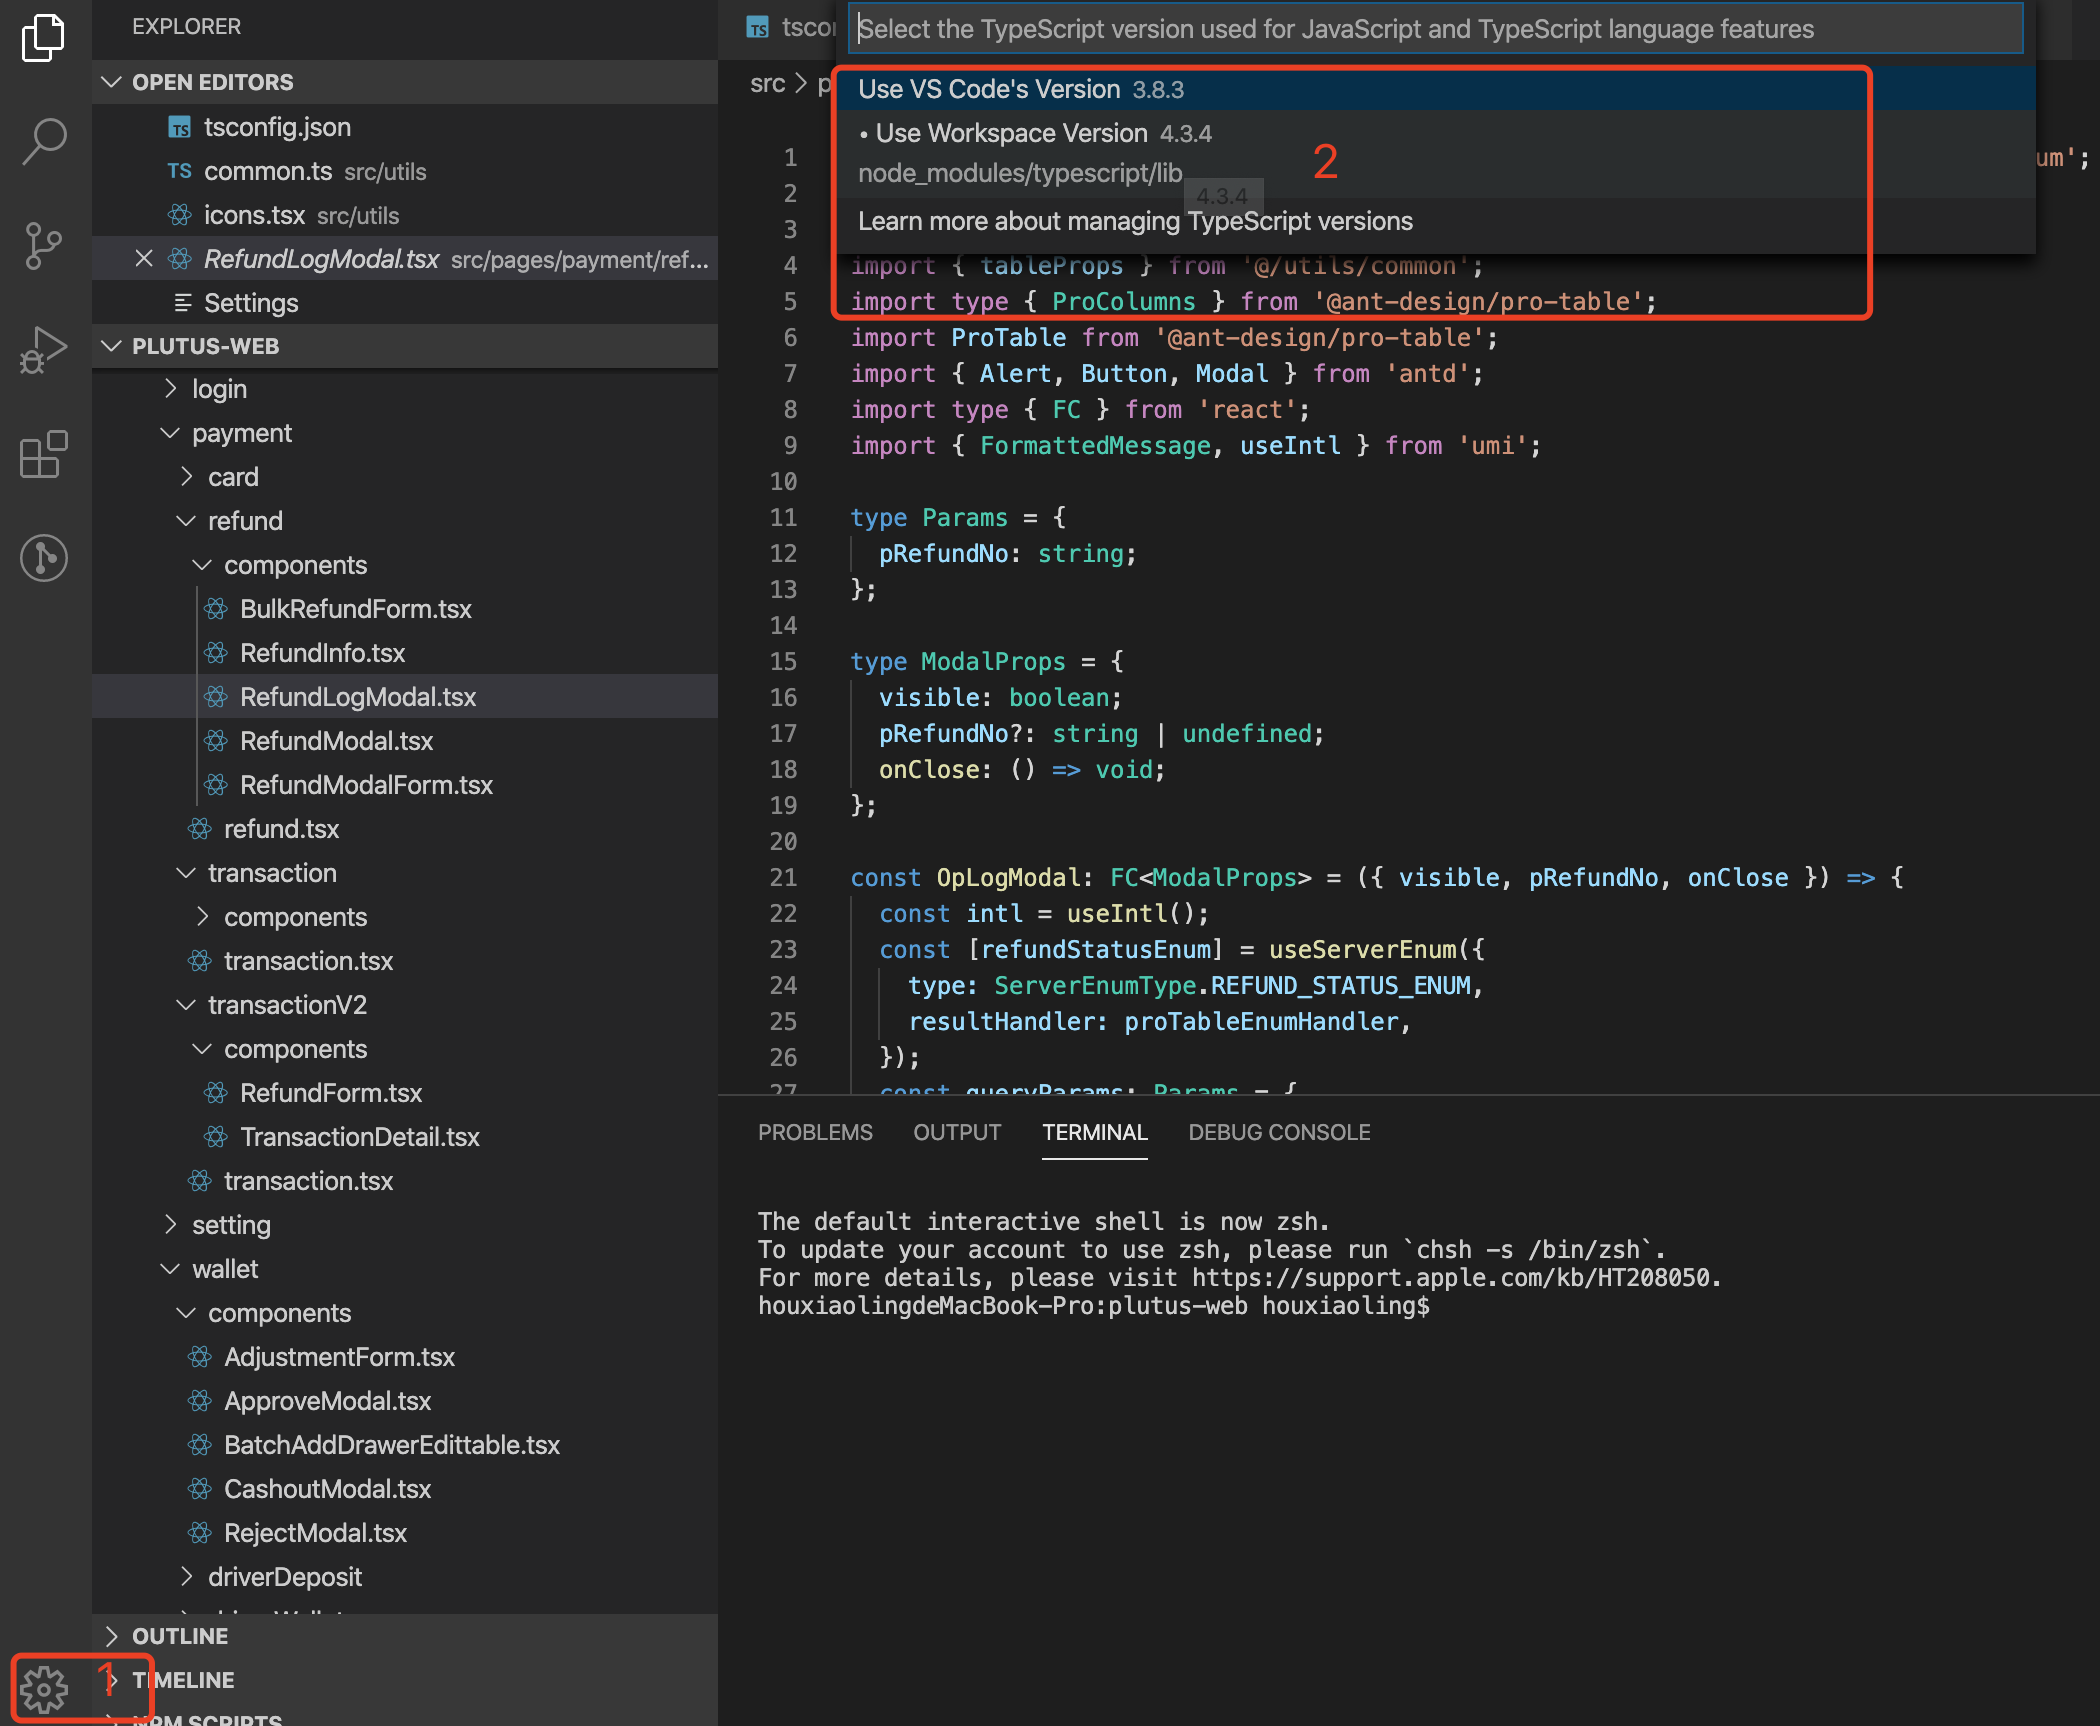 EXPLORER
OPEN EDITORS
tsconfig.json
common.ts src/utils
icons.tsx src/utils
RefundLogModal.tsx src/pages/payment/ref...
Settings
PLUTUS-WEB
login
payment
card
refund
components
BulkRefundForm.tsx
RefundInfo.tsx
RefundLogModal.tsx
RefundModal.tsx
RefundModalForm.tsx
refund.tsx
transaction
components
transaction.tsx
transactionV2
components
RefundForm.tsx
TransactionDetail.tsx
transaction.tsx
setting
wallet
components
AdjustmentForm.tsx
ApproveModal.tsx
BatchAddDrawerEdittable.tsx
CashoutModal.tsx
RejectModal.tsx
driverDeposit
OUTLINE
1
TIMELINE
NPM SCRIPTS
Select the TypeScript version used for JavaScript and TypeScript language features
src > p
Use VS Code's Version 3.8.3
• Use Workspace Version 4.3.4
node_modules/typescript/lib
4.3.4
2
Learn more about managing TypeScript versions
1 um';
2
3
4 import { tableProps } from '@/utils/common';
5 import type { ProColumns } from '@ant-design/pro-table';
6 import ProTable from '@ant-design/pro-table';
7 import { Alert, Button, Modal } from 'antd';
8 import type { FC } from 'react';
9 import { FormattedMessage, useIntl } from 'umi';
10
11 type Params = {
12 pRefundNo: string;
13 };
14
15 type ModalProps = {
16 visible: boolean;
17 pRefundNo?: string | undefined;
18 onClose: () => void;
19 };
20
21 const OpLogModal: FC<ModalProps> = ({ visible, pRefundNo, onClose }) => {
22 const intl = useIntl();
23 const [refundStatusEnum] = useServerEnum({
24 type: ServerEnumType.REFUND_STATUS_ENUM,
25 resultHandler: proTableEnumHandler,
26 });
27 const queryParams: Params = {
PROBLEMS OUTPUT TERMINAL DEBUG CONSOLE
The default interactive shell is now zsh.
To update your account to use zsh, please run `chsh -s /bin/zsh`.
For more details, please visit https://support.apple.com/kb/HT208050.
houxiaolingdeMacBook-Pro:plutus-web houxiaoling$